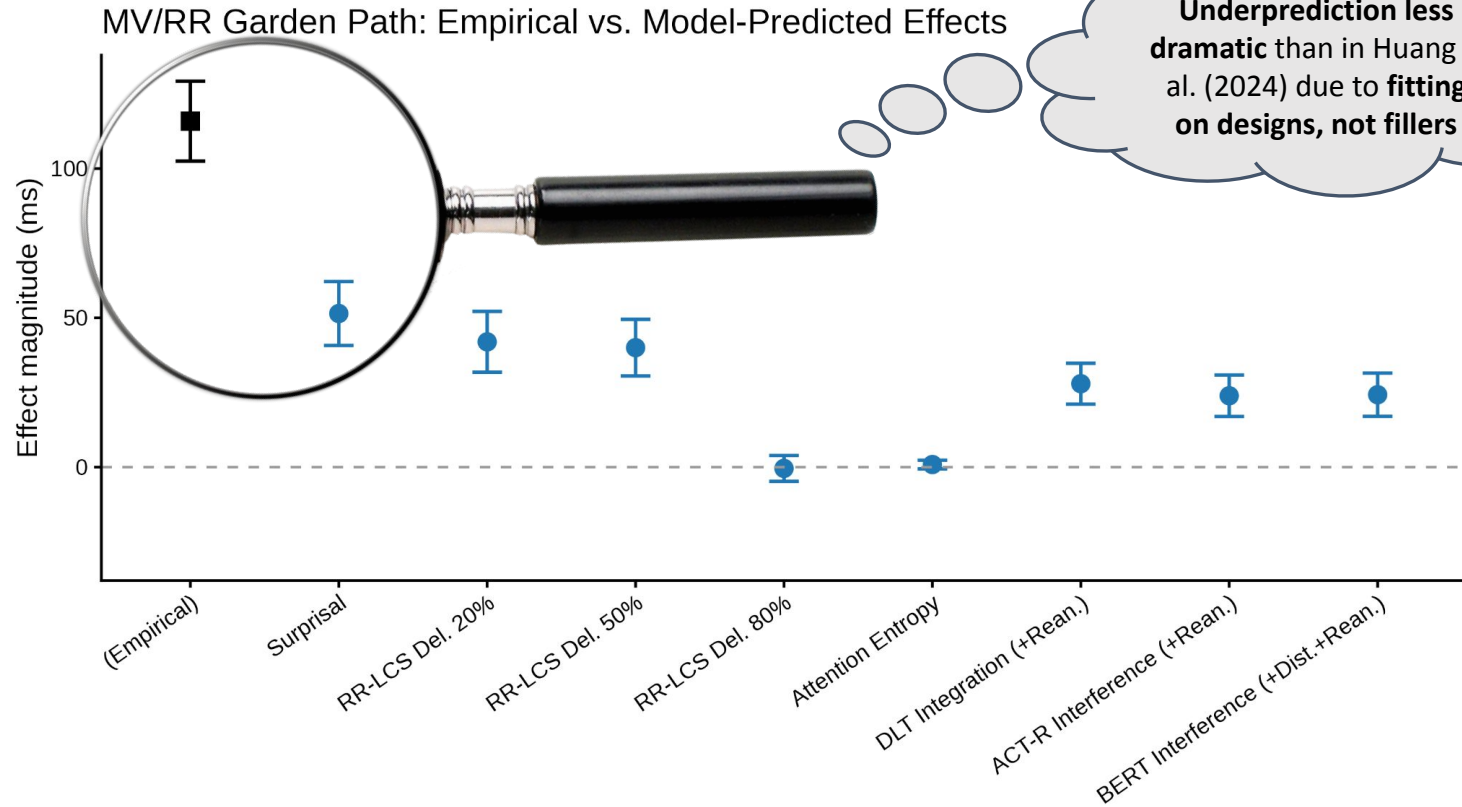 MV/RR Garden Path: Empirical vs. Model-Predicted Effects
Underprediction less
dramatic than in Huang
al. (2024) due to fitting
on designs, not fillers
Effect magnitude (ms)
100
50
0
(Empirical)
Surprisal
RR-LCS Del. 20%
RR-LCS Del. 50%
RR-LCS Del. 80%
Attention Entropy
DLT Integration (+Rean.)
ACT-R Interference (+Rean.)
BERT Interference (+Dist.+Rean.)